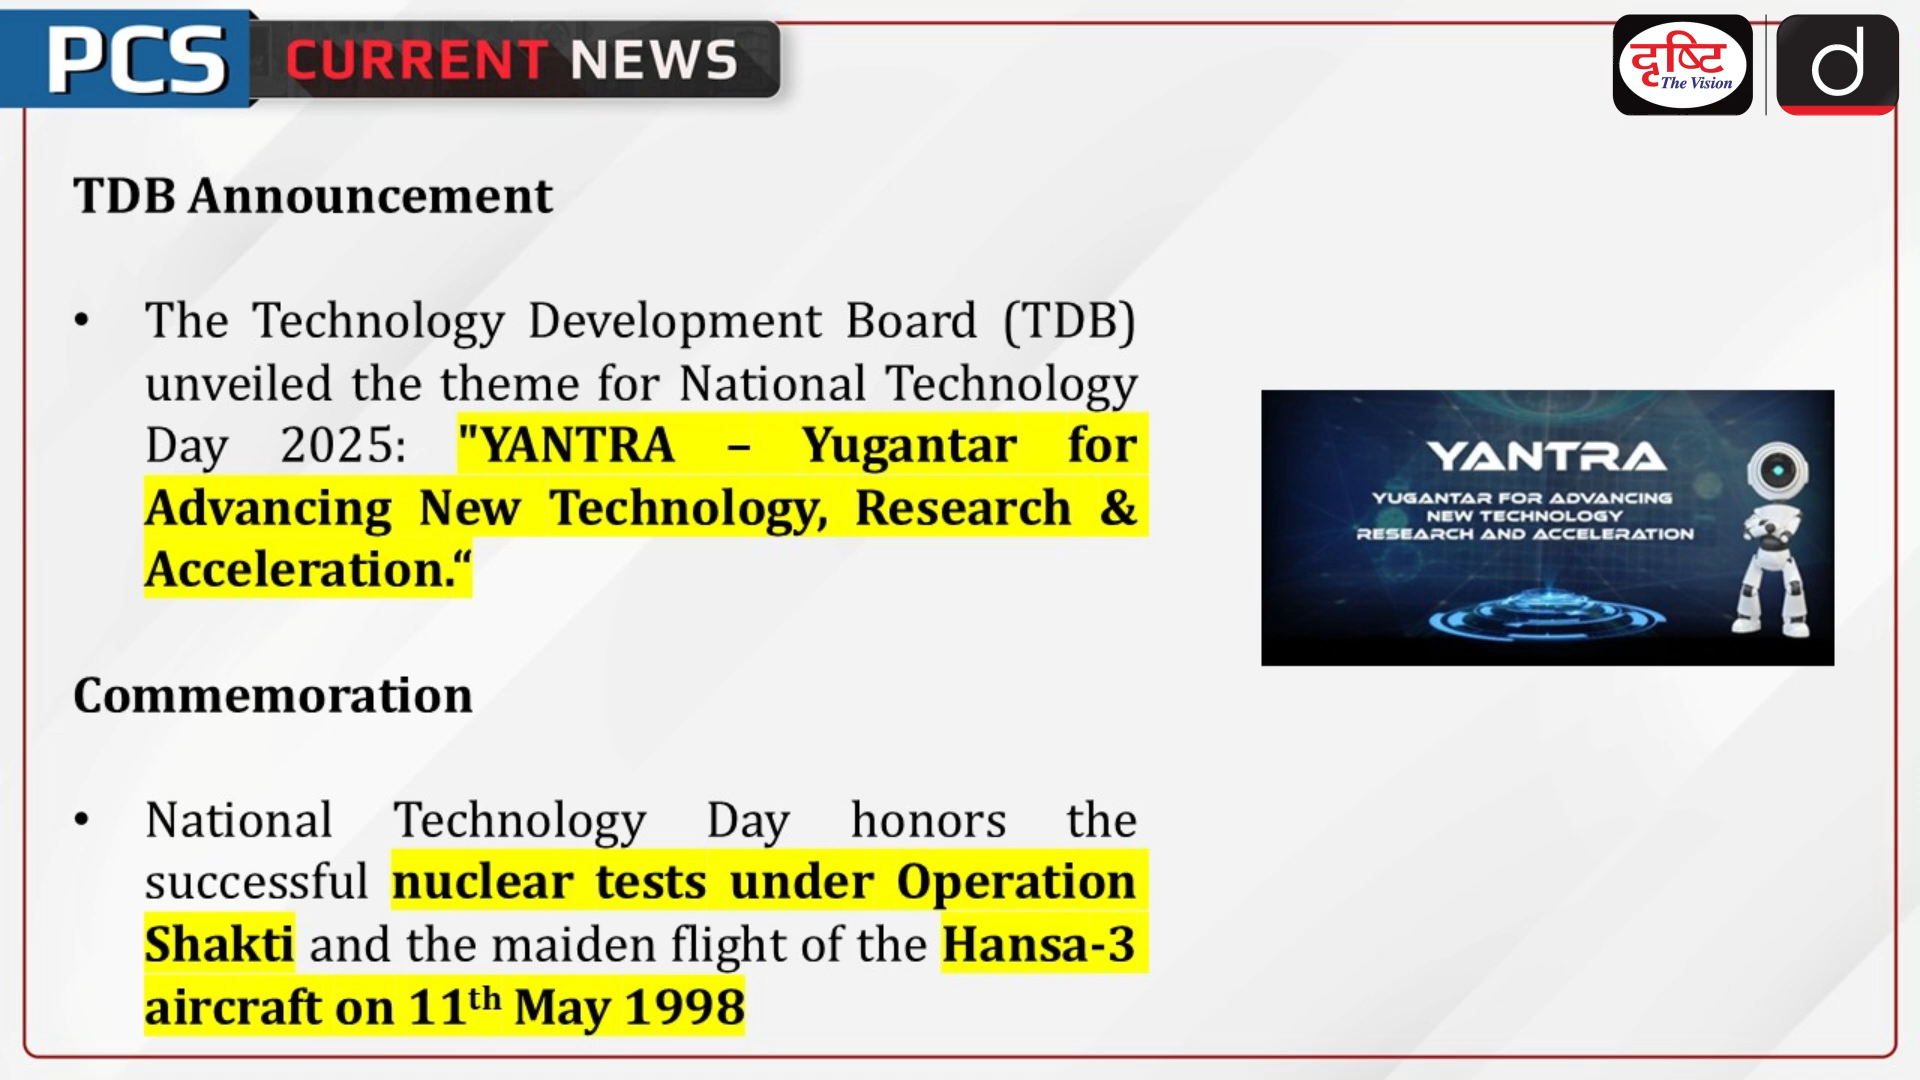 PCS CURRENT NEWS
दृष्टि
The Vision
d
TDB Announcement
• The Technology Development Board (TDB)
unveiled the theme for National Technology
Day 2025: "YANTRA – Yugantar for
Advancing New Technology, Research &
Acceleration.“
YANTRA
YUGANTAR FOR ADVANCING
NEW TECHNOLOGY
RESEARCH AND ACCELERATION
Commemoration
• National Technology Day honors the
successful nuclear tests under Operation
Shakti and the maiden flight of the Hansa-3
aircraft on 11th May 1998